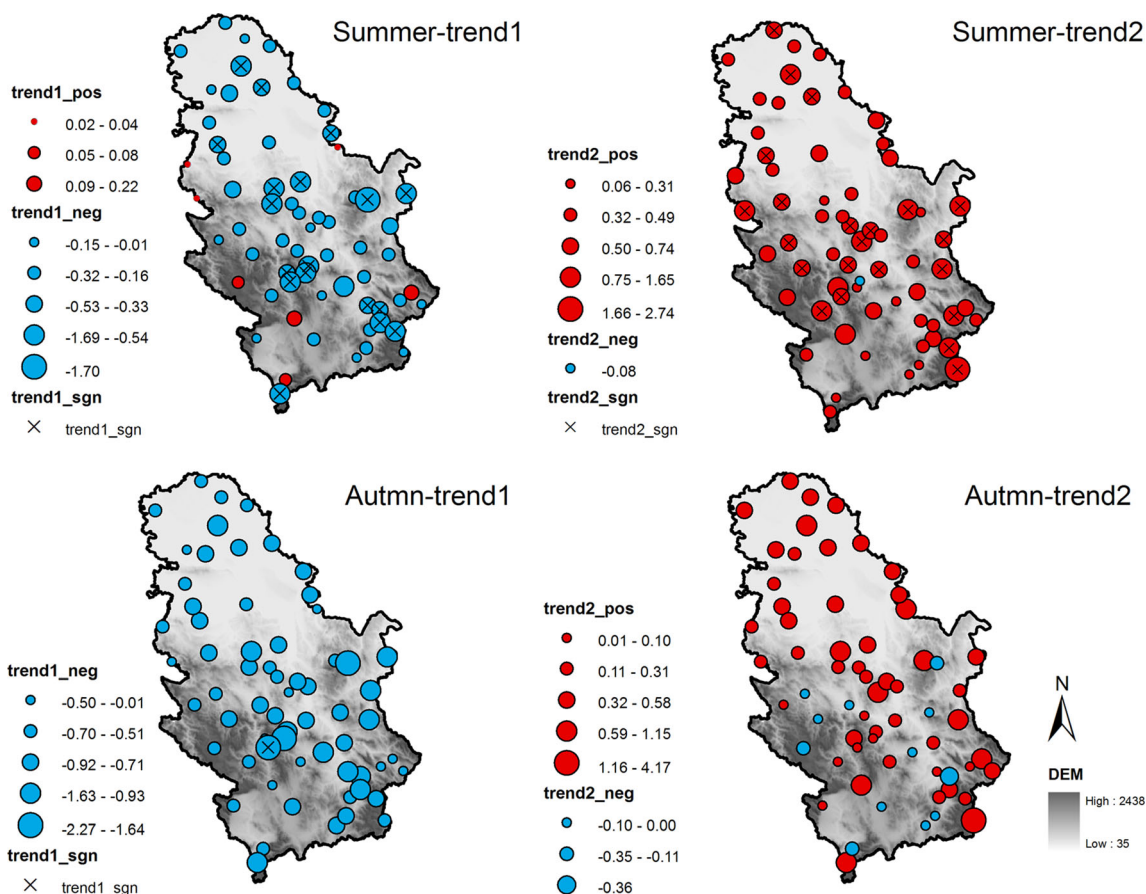 Summer-trend1
trend1_pos
0.02 - 0.04
0.05 - 0.08
0.09 - 0.22
trend1_neg
-0.15 - -0.01
-0.32 - -0.16
-0.53 - -0.33
-1.69 - -0.54
-1.70
trend1_sgn
trend1_sgn
Summer-trend2
trend2_pos
0.06 - 0.31
0.32 - 0.49
0.50 - 0.74
0.75 - 1.65
1.66 - 2.74
trend2_neg
-0.08
trend2_sgn
trend2_sgn
Autmn-trend1
trend1_neg
-0.50 - -0.01
-0.70 - -0.51
-0.92 - -0.71
-1.63 - -0.93
-2.27 - -1.64
trend1_sgn
trend1_sgn
Autmn-trend2
trend2_pos
0.01 - 0.10
0.11 - 0.31
0.32 - 0.58
0.59 - 1.15
1.16 - 4.17
trend2_neg
-0.10 - 0.00
-0.35 - -0.11
-0.36
N
DEM
High : 2438
Low : 35